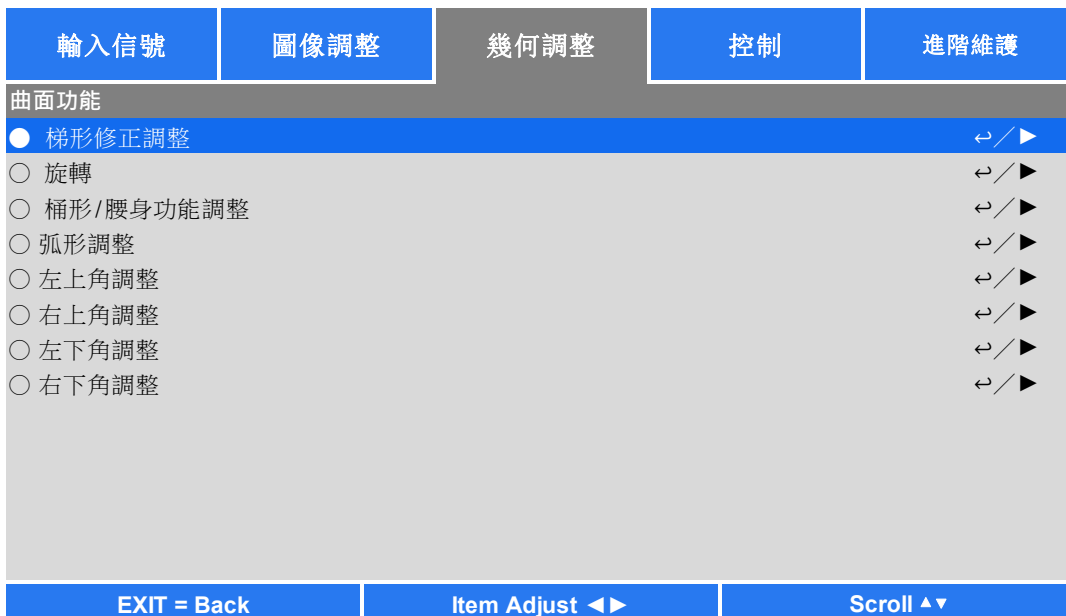 輸入信號 圖像調整 幾何調整 控制 進階維護
曲面功能
● 梯形修正調整 ↩／►
○ 旋轉 ↩／►
○ 桶形/腰身功能調整 ↩／►
○ 弧形調整 ↩／►
○ 左上角調整 ↩／►
○ 右上角調整 ↩／►
○ 左下角調整 ↩／►
○ 右下角調整 ↩／►
EXIT = Back Item Adjust ◄► Scroll ▲▼